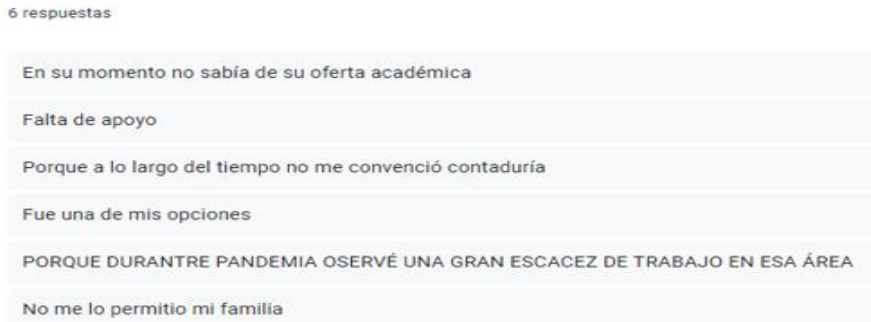 6 respuestas
En su momento no sabía de su oferta académica
Falta de apoyo
Porque a lo largo del tiempo no me convenció contaduría
Fue una de mis opciones
PORQUE DURANTRE PANDEMIA OSERVÉ UNA GRAN ESCACEZ DE TRABAJO EN ESA ÁREA
No me lo permitio mi familia